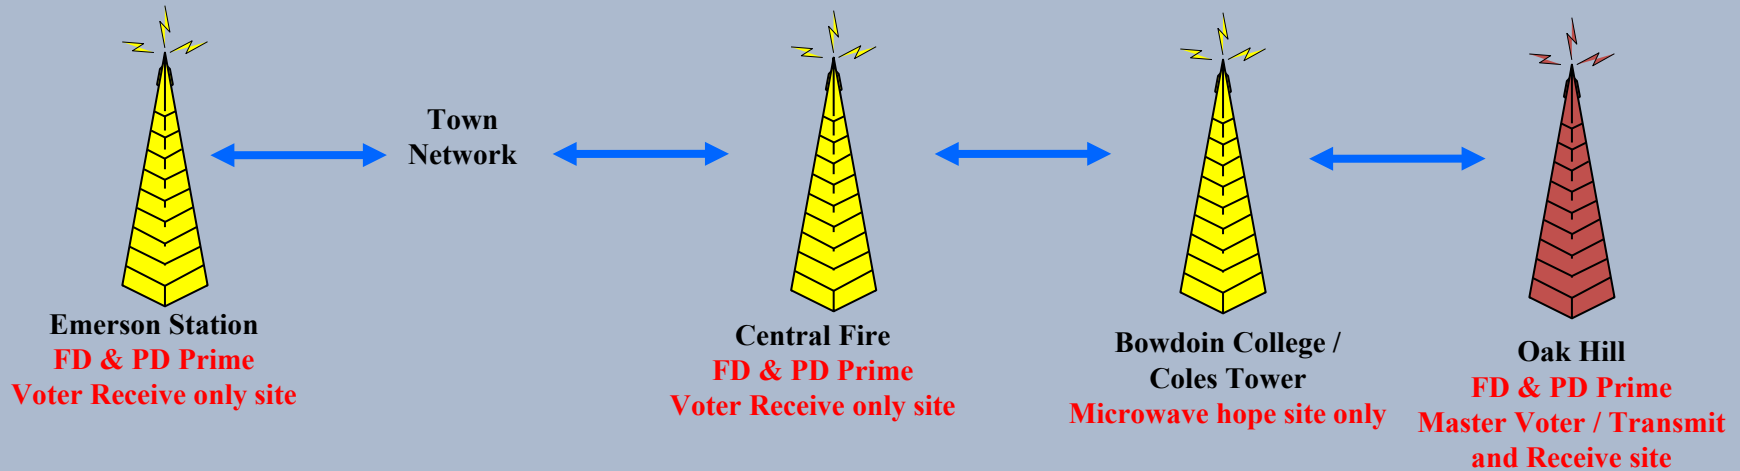 Town
Network
Emerson Station
FD & PD Prime
Voter Receive only site
Central Fire
FD & PD Prime
Voter Receive only site
Bowdoin College /
Coles Tower
Microwave hope site only
Oak Hill
FD & PD Prime
Master Voter / Transmit
and Receive site